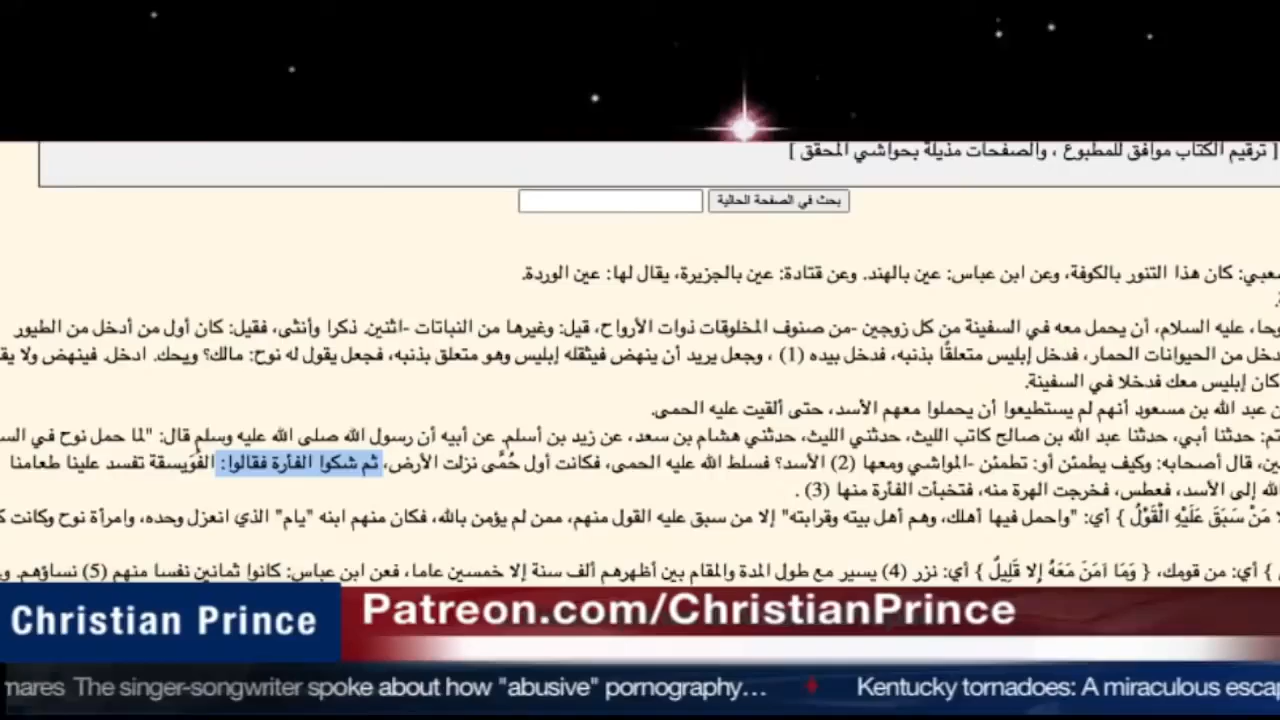 [ ترقيم الكتاب موافق للمطبوع ، والصفحات مذيلة بحواشي المحقق ]
بحث في الصفحة الحالية
كان هذا التنور بالكوفة، وعن ابن عباس: عين بالهند. وعن قتادة: عين بالجزيرة، يقال لها: عين الوردة.
عليه السلام، أن يحمل معه في السفينة من كل زوجين -من صنوف المخلوقات ذوات الأرواح، قيل: وغيرها من النباتات -اثنين. ذكرا وأنثى، فقيل: كان أول من أدخل من الطيور
من الحيوانات الحمار، فدخل إبليس متعلقًا بذنبه، فدخل بيده (1) ، وجعل يريد أن ينهض فيثقله إبليس وهو متعلق بذنبه، فجعل يقول له نوح: مالك؟ ويحك. ادخل. فينهض ولا
كان إبليس معك فدخلا في السفينة.
عبد الله بن مسعود أنهم لم يستطيعوا أن يحملوا معهم الأسد، حتى ألقيت عليه الحمى.
حدثنا أبي، حدثنا عبد الله بن صالح كاتب الليث، حدثني الليث، حدثني هشام بن سعد، عن زيد بن أسلم. عن أبيه أن رسول الله صلى الله عليه وسلم قال: "لما حمل نوح في
قال أصحابه: وكيف يطمئن أو: تطمئن -المواشي ومعها (2) الأسد؟ فسلط الله عليه الحمى، فكانت أول حُمَّى نزلت الأرض، ثم شكوا الفأرة فقالوا: الفُوَيسقة تفسد علينا طعامنا
الله إلى الأسد، فعطس، فخرجت الهرة منه، فتخبأت الفأرة منها (3) .
مَنْ سَبَقَ عَلَيْهِ الْقَوْلُ } أي: "واحمل فيها أهلك، وهم أهل بيته وقرابته" إلا من سبق عليه القول منهم، ممن لم يؤمن بالله، فكان منهم ابنه "يام" الذي انعزل وحده، وامرأة نوح وكانت
} أي: من قومك، { وَمَا آمَنَ مَعَهُ إِلا قَلِيلٌ } أي: نزر (4) يسير مع طول المدة والمقام بين أظهرهم ألف سنة إلا خمسين عاما، فعن ابن عباس: كانوا ثمانين نفسا منهم (5) نساؤهم.
Christian Prince
Patreon.com/ChristianPrince
mares The singer-songwriter spoke about how "abusive" pornography… Kentucky tornadoes: A miraculous escap